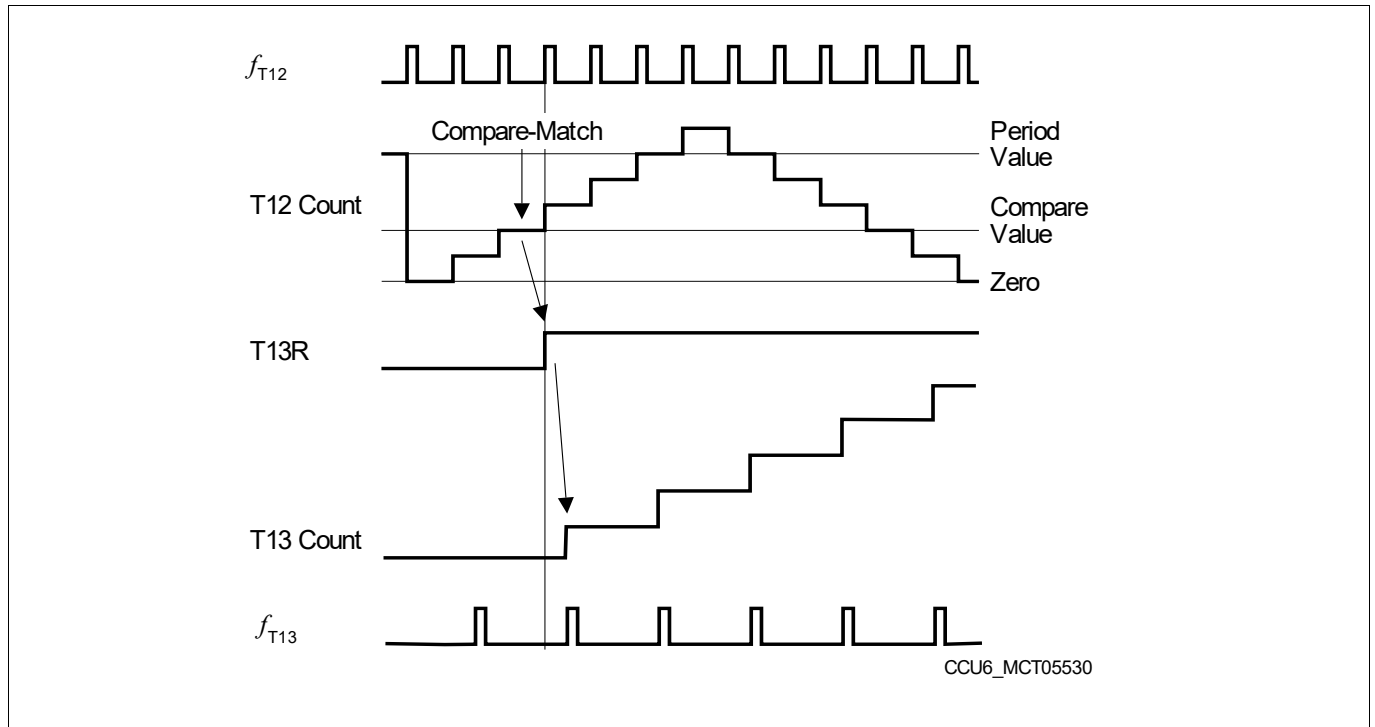 fT12
Compare-Match
Period
Value
T12 Count
Compare
Value
Zero
T13R
T13 Count
fT13
CCU6_MCT05530